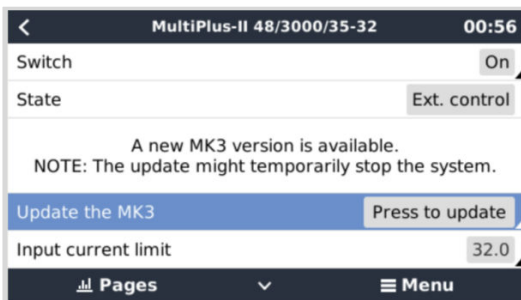 MultiPlus-II 48/3000/35-32 00:56
Switch On
State Ext. control
A new MK3 version is available.
NOTE: The update might temporarily stop the system.
Update the MK3 Press to update
Input current limit 32.0
Pages Menu